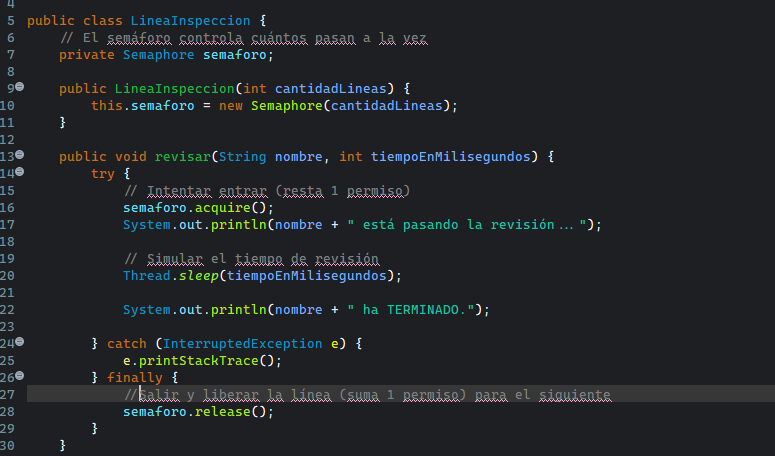 4
5 public class LineaInspeccion {
6     // El semáforo controla cuántos pasan a la vez
7     private Semaphore semaforo;
8
9     public LineaInspeccion(int cantidadLineas) {
10         this.semaforo = new Semaphore(cantidadLineas);
11     }
12
13     public void revisar(String nombre, int tiempoEnMilisegundos) {
14         try {
15             // Intentar entrar (resta 1 permiso)
16             semaforo.acquire();
17             System.out.println(nombre + " está pasando la revisión...");
18
19             // Simular el tiempo de revisión
20             Thread.sleep(tiempoEnMilisegundos);
21
22             System.out.println(nombre + " ha TERMINADO.");
23
24         } catch (InterruptedException e) {
25             e.printStackTrace();
26         } finally {
27             //Salir y liberar la línea (suma 1 permiso) para el siguiente
28             semaforo.release();
29         }
30     }